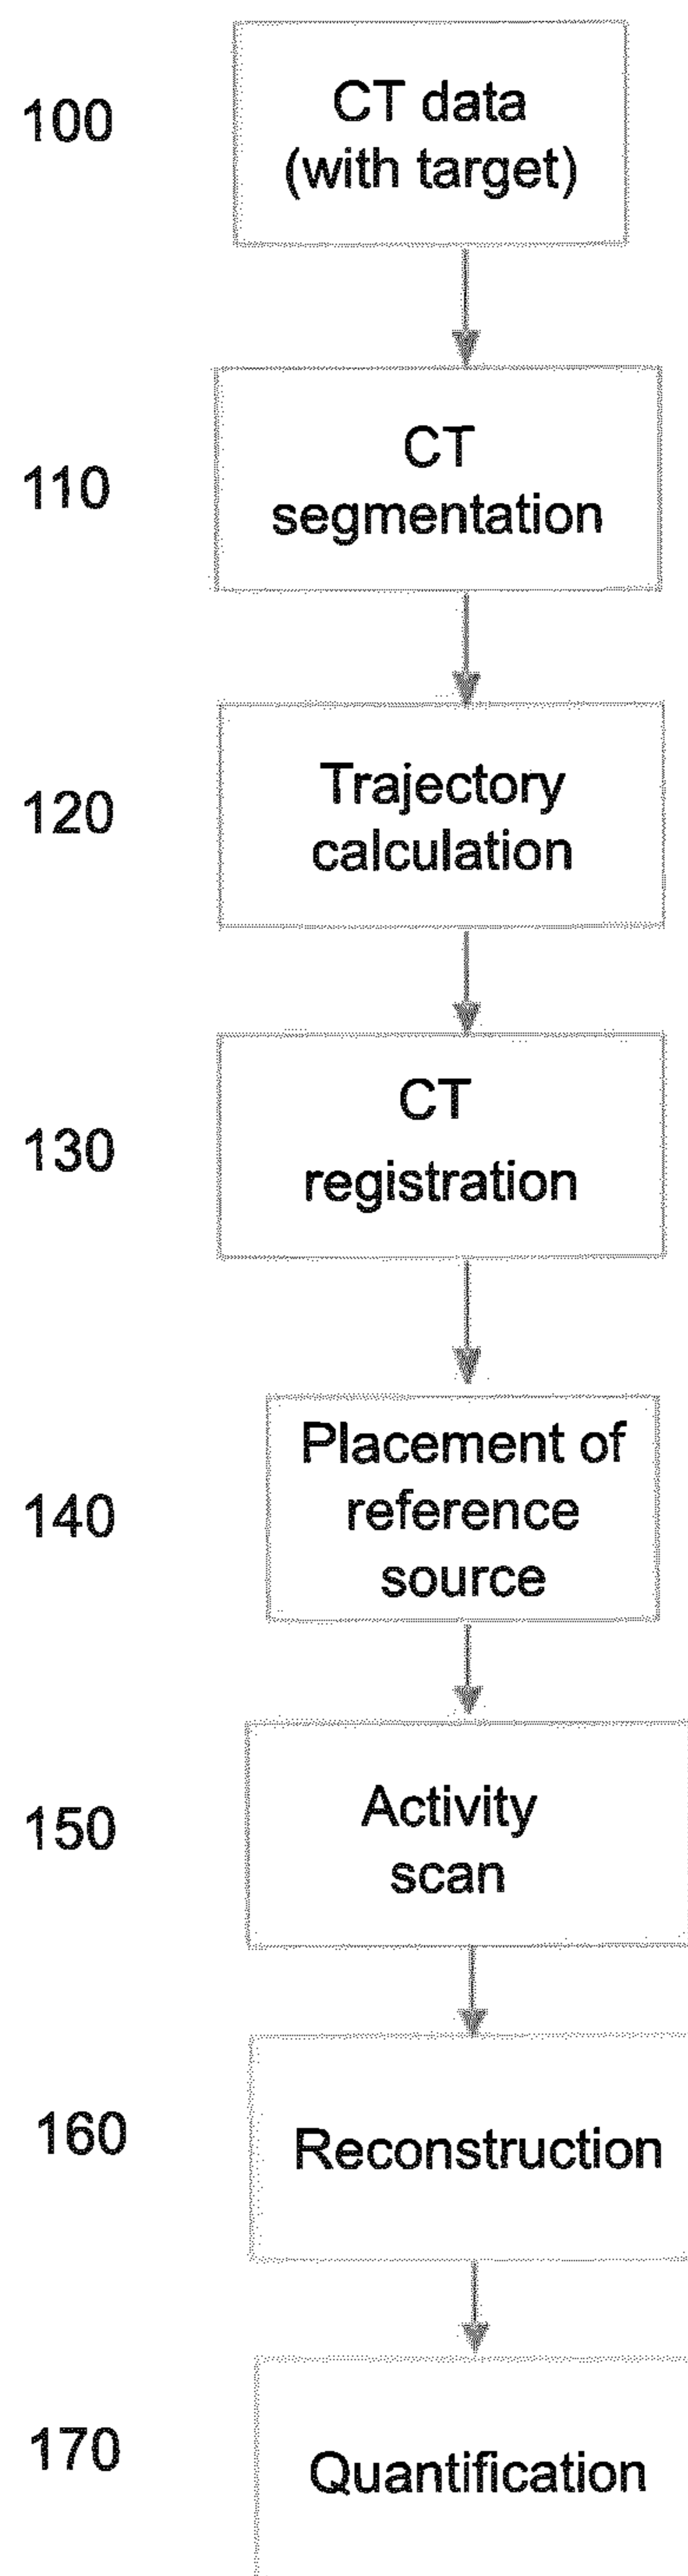 100
CT data
(with target)
110
CT
segmentation
120
Trajectory
calculation
130
CT
registration
140
Placement of
reference
source
150
Activity
scan
160
Reconstruction
170
Quantification